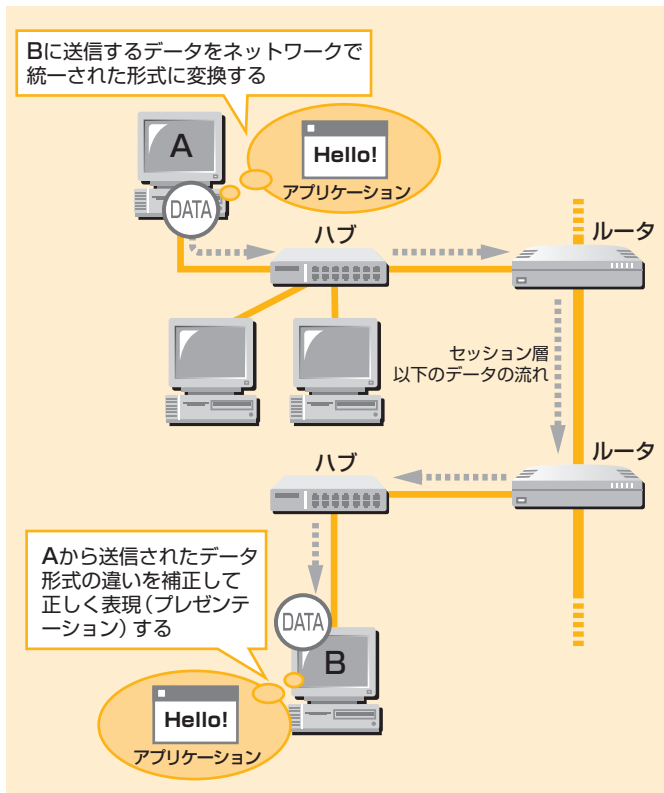 Bに送信するデータをネットワークで
統一された形式に変換する
A
Hello!
アプリケーション
DATA
ハブ
ルータ
セッション層
以下のデータの流れ
ルータ
ハブ
Aから送信されたデータ
形式の違いを補正して
正しく表現(プレゼンテ
ーション)する
DATA
B
Hello!
アプリケーション